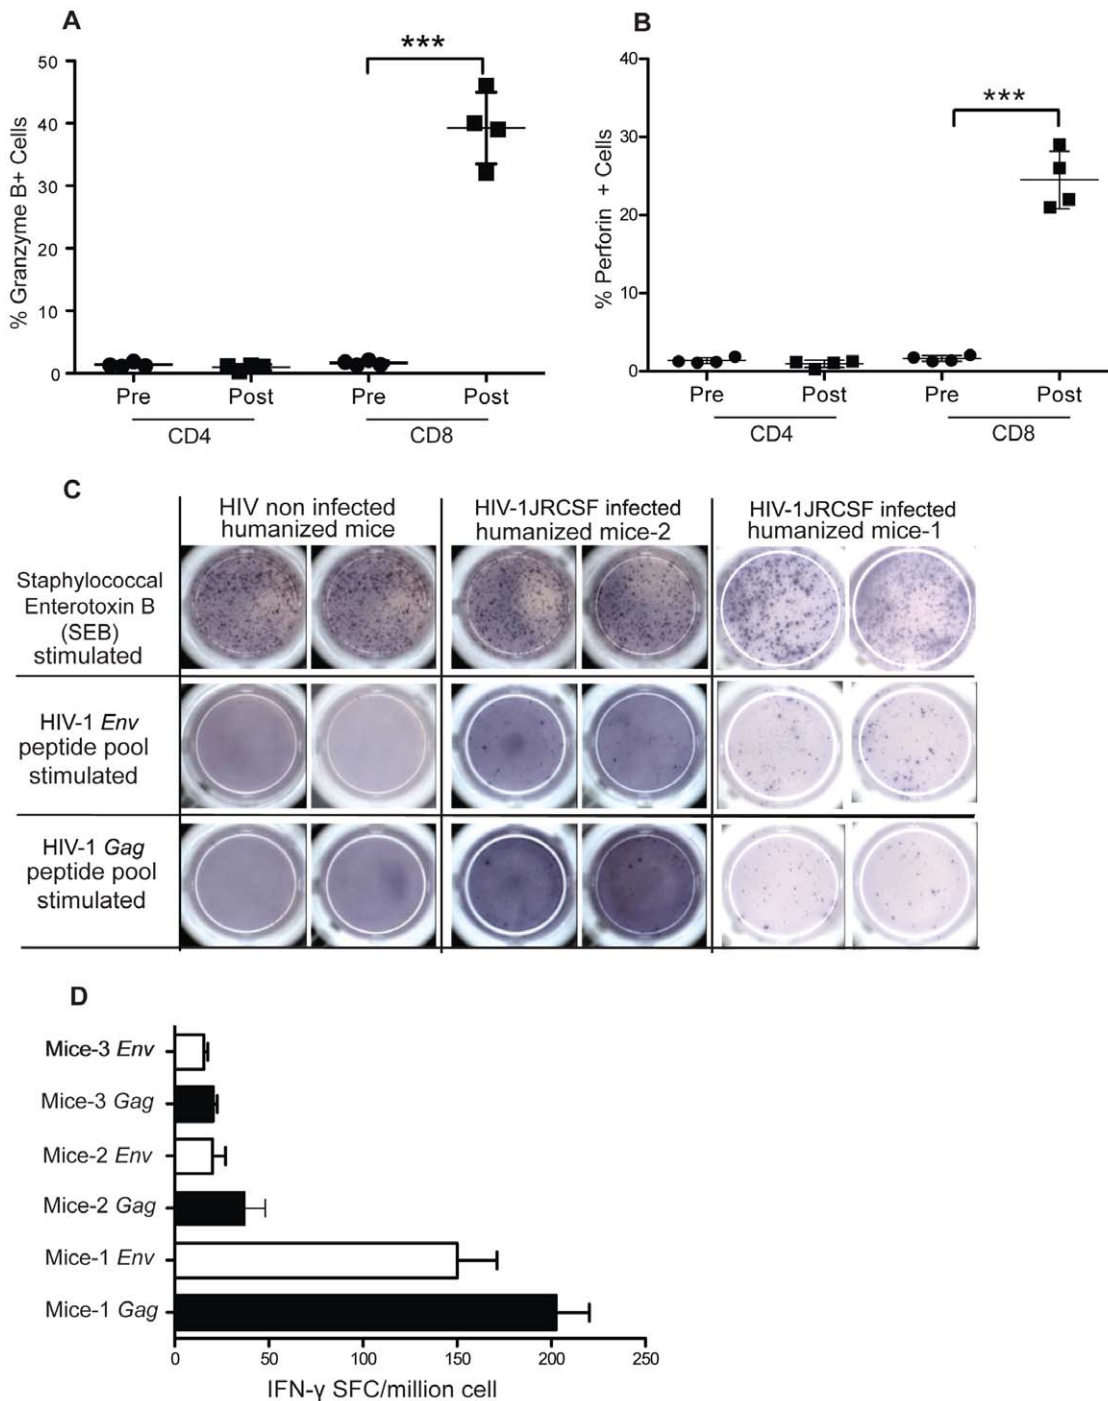 A
***
50
40
30
20
10
0
% Granzyme B+ Cells
Pre
Post
Pre
Post
CD4
CD8
B
***
40
30
20
10
0
% Perforin + Cells
Pre
Post
Pre
Post
CD4
CD8
C
HIV non infected
humanized mice
HIV-1JRCSF infected
humanized mice-2
HIV-1JRCSF infected
humanized mice-1
Staphylococcal
Enterotoxin B
(SEB)
stimulated
HIV-1 Env
peptide pool
stimulated
HIV-1 Gag
peptide pool
stimulated
D
Mice-3 Env
Mice-3 Gag
Mice-2 Env
Mice-2 Gag
Mice-1 Env
Mice-1 Gag
0
50
100
150
200
250
IFN-γ SFC/million cell